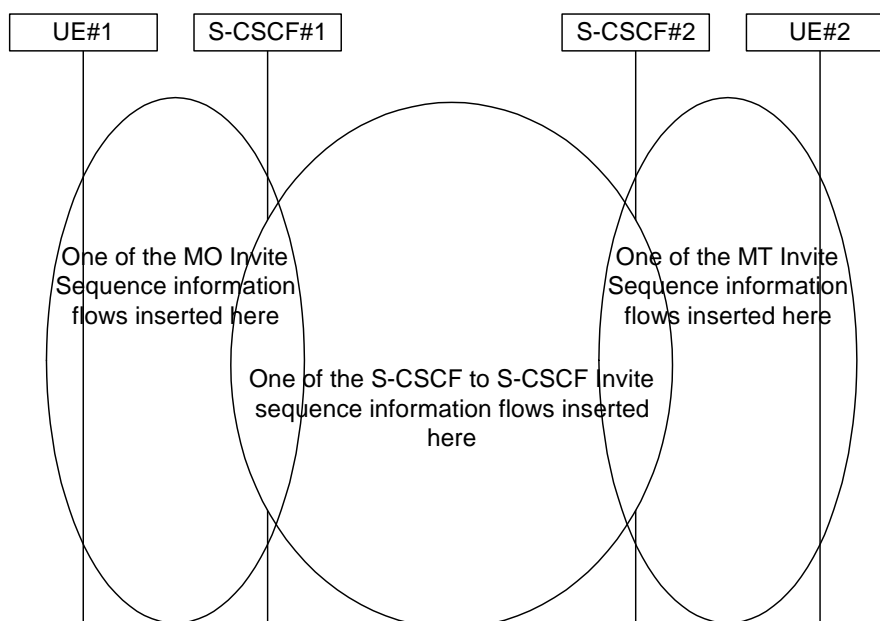 UE#1
S-CSCF#1
S-CSCF#2
UE#2
One of the MO Invite
Sequence information
flows inserted here
One of the S-CSCF to S-CSCF Invite
sequence information flows inserted
here
One of the MT Invite
Sequence information
flows inserted here